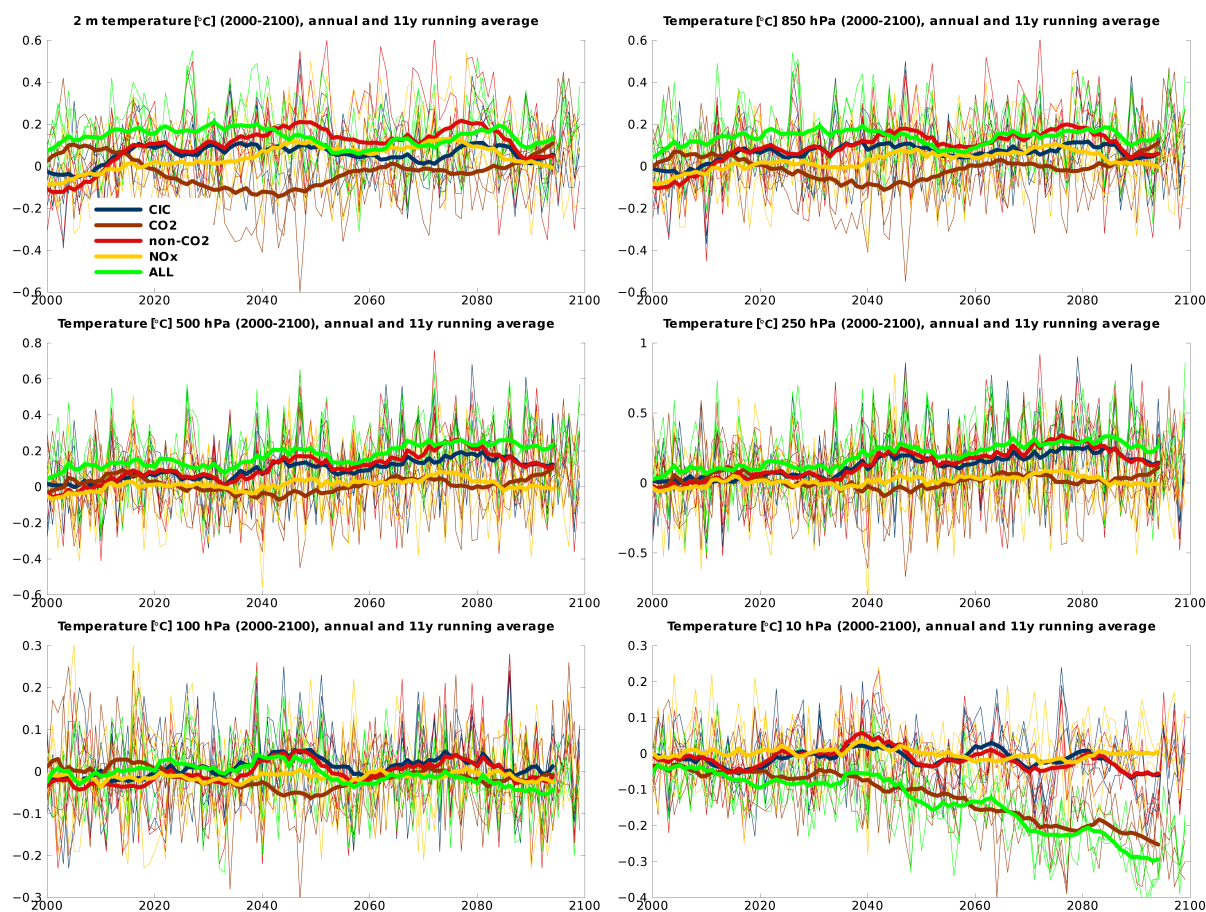 2 m temperature [°C] (2000-2100), annual and 11y running average
0.6
0.4
0.2
0
−0.2
−0.4
−0.6
2000 2020 2040 2060 2080 2100
CIC
CO2
non-CO2
NOx
ALL
Temperature [°C] 850 hPa (2000-2100), annual and 11y running average
0.6
0.4
0.2
0
−0.2
−0.4
−0.6
2000 2020 2040 2060 2080 2100
Temperature [°C] 500 hPa (2000-2100), annual and 11y running average
0.8
0.6
0.4
0.2
0
−0.2
−0.4
−0.6
2000 2020 2040 2060 2080 2100
Temperature [°C] 250 hPa (2000-2100), annual and 11y running average
1
0.5
0
−0.5
2000 2020 2040 2060 2080 2100
Temperature [°C] 100 hPa (2000-2100), annual and 11y running average
0.3
0.2
0.1
0
−0.1
−0.2
−0.3
2000 2020 2040 2060 2080 2100
Temperature [°C] 10 hPa (2000-2100), annual and 11y running average
0.3
0.2
0.1
0
−0.1
−0.2
−0.3
−0.4
2000 2020 2040 2060 2080 2100